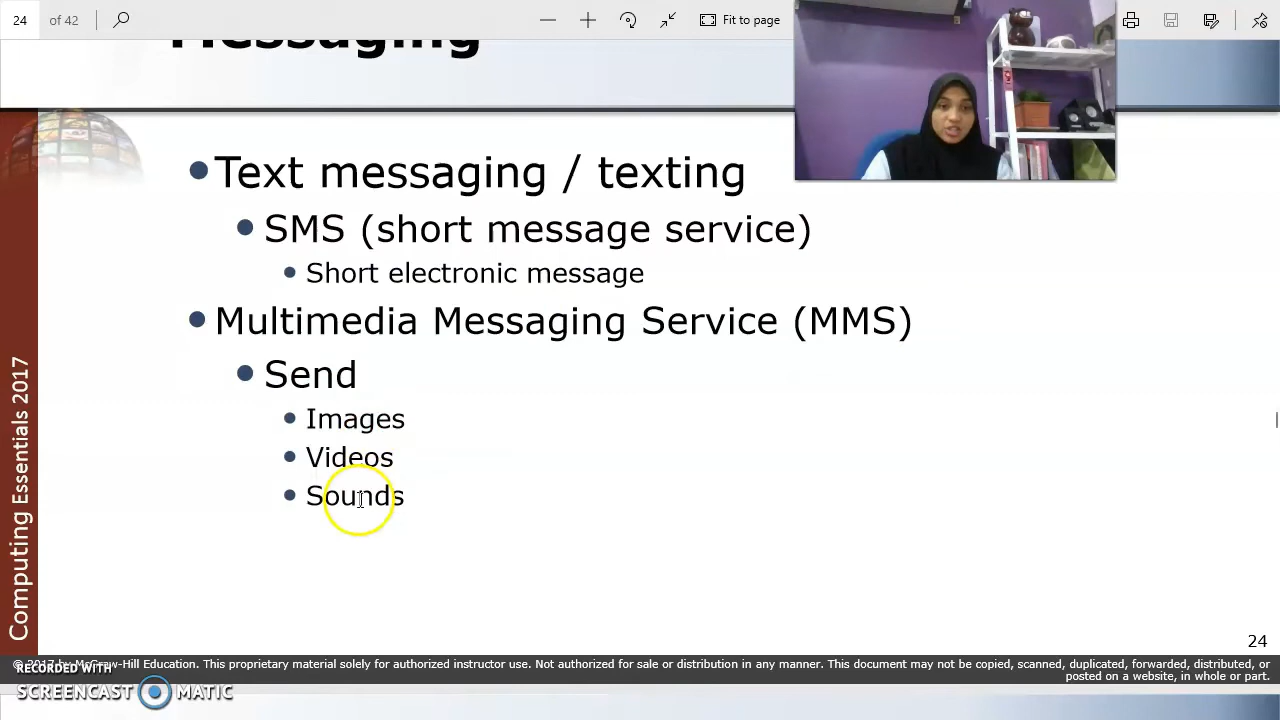 24 of 42 Fit to page
Messaging
Text messaging / texting
SMS (short message service)
Short electronic message
Multimedia Messaging Service (MMS)
Send
Images
Videos
Sounds
Computing Essentials 2017
24
© 2017 by McGraw-Hill Education. This proprietary material solely for authorized instructor use. Not authorized for sale or distribution in any manner. This document may not be copied, scanned, duplicated, forwarded, distributed, or
posted on a website, in whole or part.
RECORDED WITH
SCREENCAST MATIC